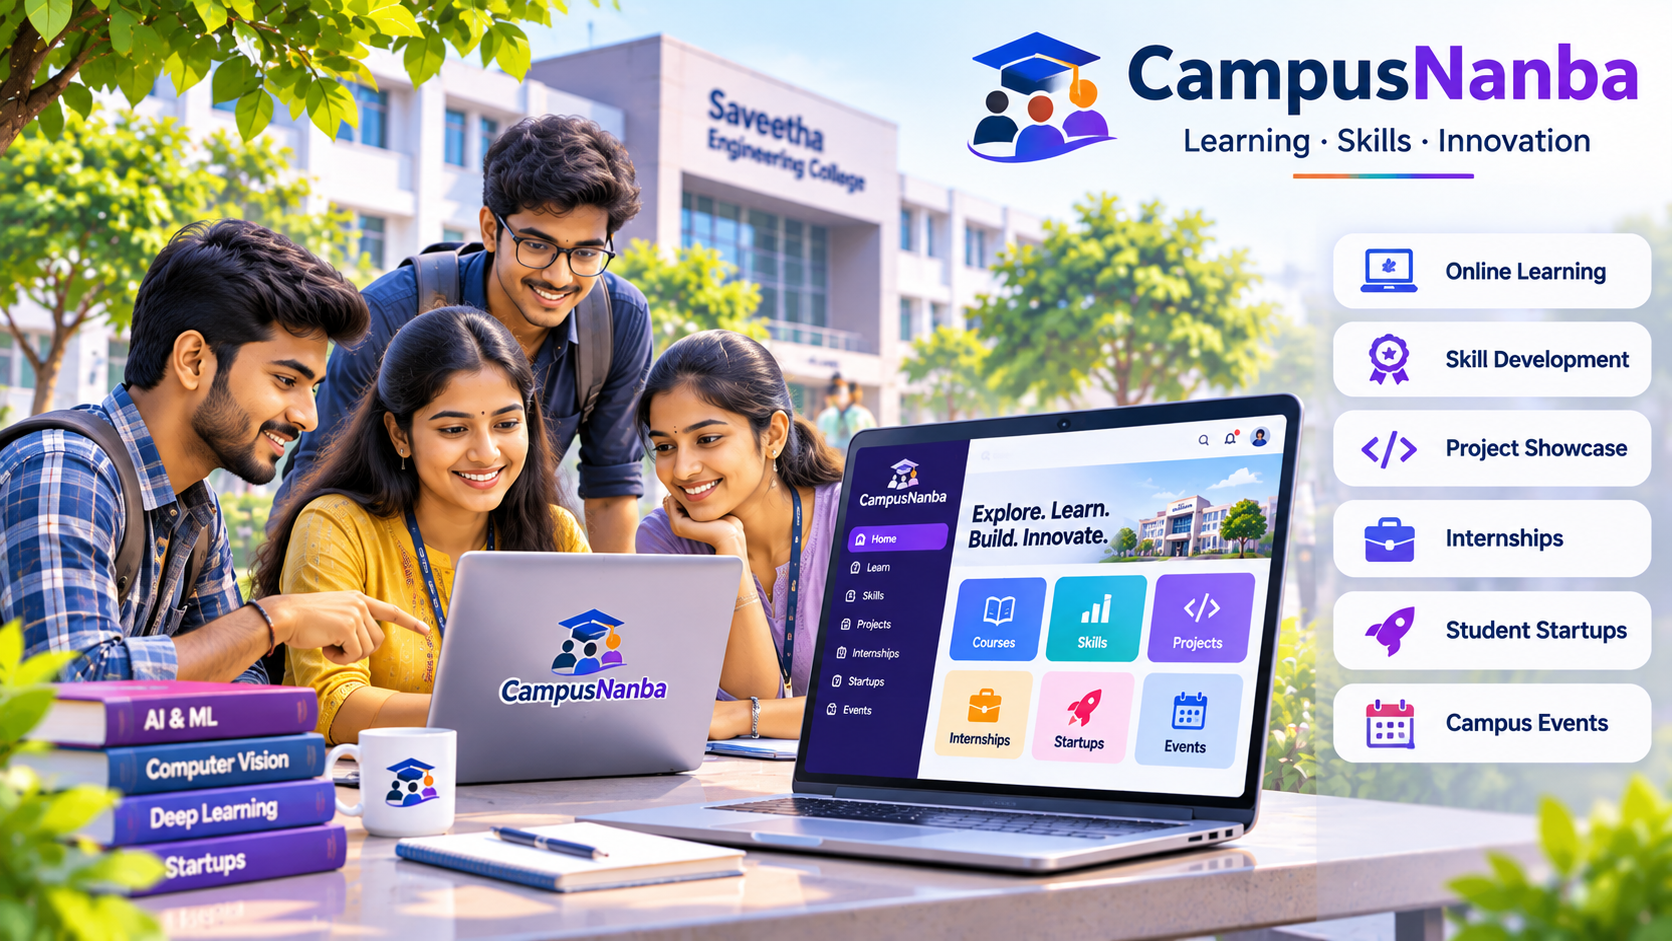 CampusNanba
Learning · Skills · Innovation
Saveetha
Engineering College
Online Learning
Skill Development
Project Showcase
Internships
Student Startups
Campus Events
CampusNanba
Home
Learn
Skills
Projects
Internships
Startups
Events
Explore. Learn.
Build. Innovate.
Courses
Skills
Projects
Internships
Startups
Events
CampusNanba
AI & ML
Computer Vision
Deep Learning
Startups